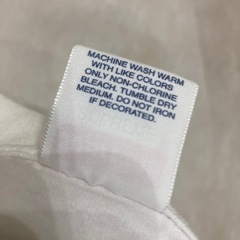 MACHINE WASH WARM
WITH LIKE COLORS
ONLY NON-CHLORINE
BLEACH. TUMBLE DRY
MEDIUM. DO NOT IRON
IF DECORATED.